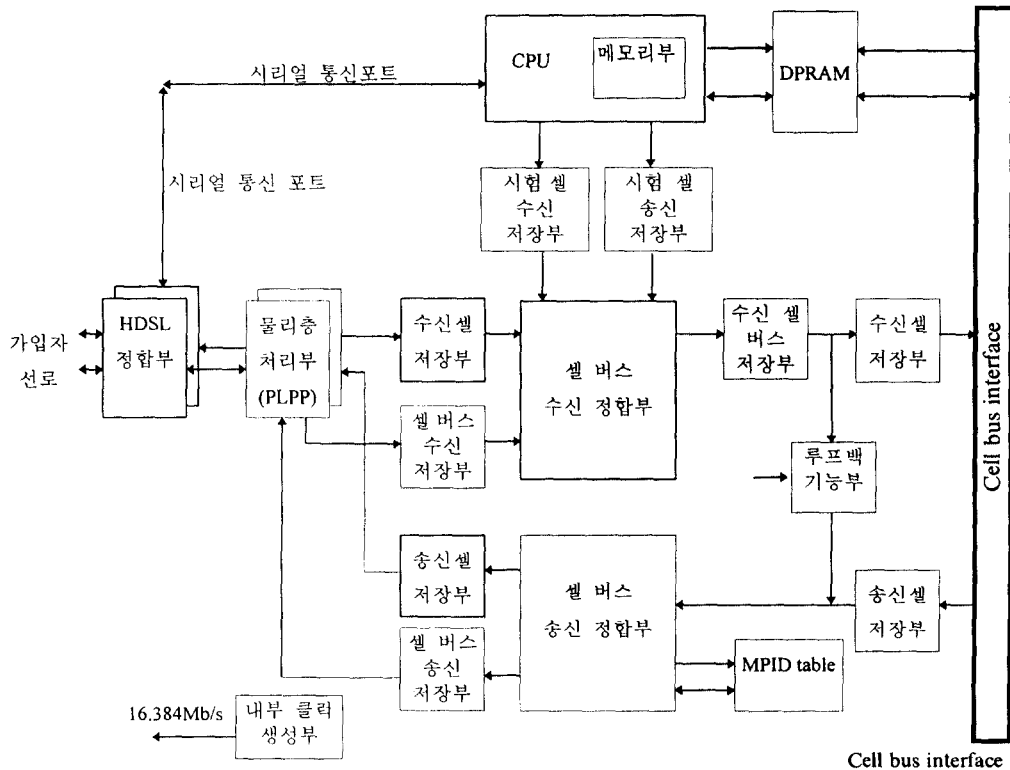 CPU
메모리부
DPRAM
시리얼 통신포트
시리얼 통신 포트
시험 셀
수신
저장부
시험 셀
송신
저장부
가입자
선로
HDSL
정합부
물리층
처리부
(PLPP)
수신셀
저장부
셀 버스
수신
저장부
셀 버스
수신 정합부
수신 셀
버스
저장부
수신셀
저장부
루프백
기능부
송신셀
저장부
셀 버스
송신
저장부
셀 버스
송신 정합부
송신셀
저장부
MPID table
16.384Mb/s
내부 클럭
생성부
Cell bus interface
Cell bus interface